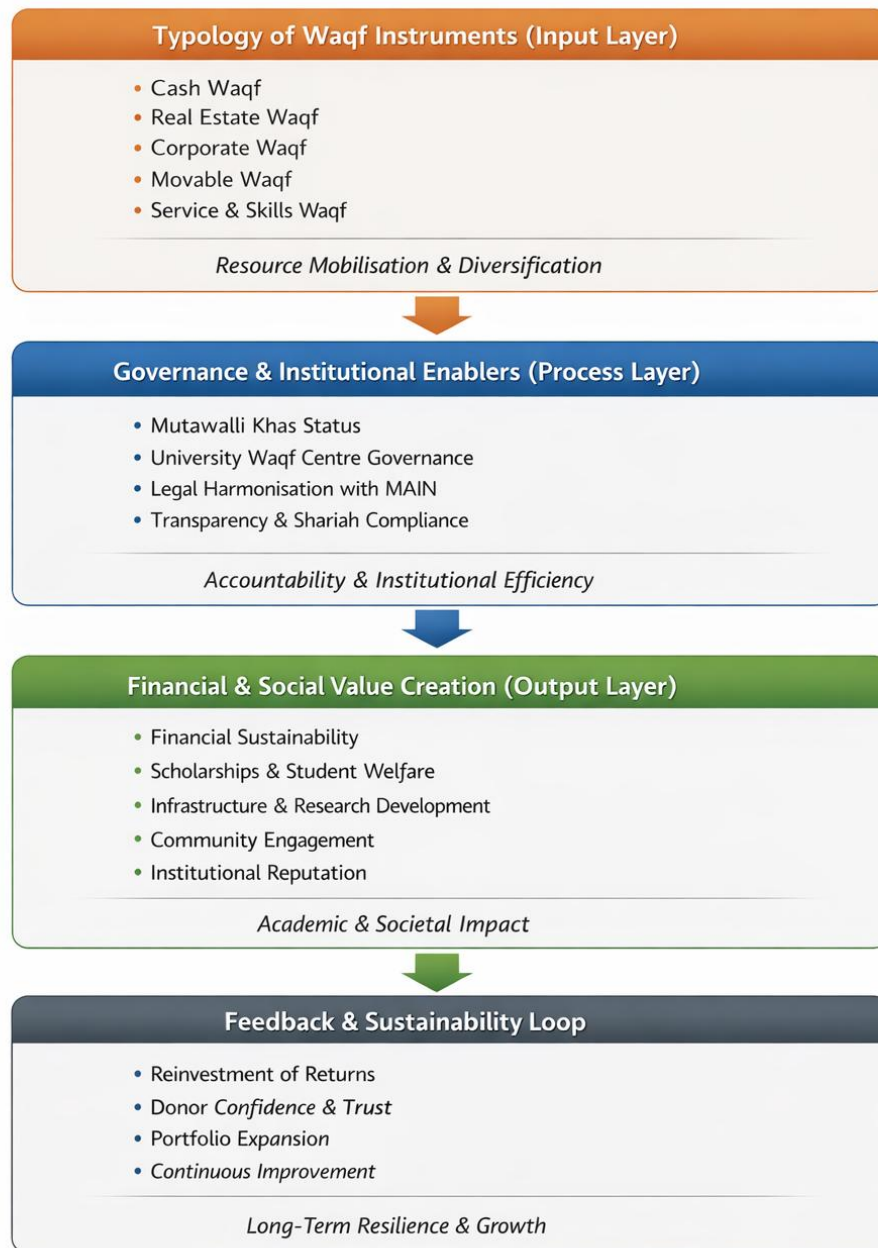 Typology of Waqf Instruments (Input Layer)
• Cash Waqf
• Real Estate Waqf
• Corporate Waqf
• Movable Waqf
• Service & Skills Waqf
Resource Mobilisation & Diversification
Governance & Institutional Enablers (Process Layer)
• Mutawalli Khas Status
• University Waqf Centre Governance
• Legal Harmonisation with MAIN
• Transparency & Shariah Compliance
Accountability & Institutional Efficiency
Financial & Social Value Creation (Output Layer)
• Financial Sustainability
• Scholarships & Student Welfare
• Infrastructure & Research Development
• Community Engagement
• Institutional Reputation
Academic & Societal Impact
Feedback & Sustainability Loop
• Reinvestment of Returns
• Donor Confidence & Trust
• Portfolio Expansion
• Continuous Improvement
Long-Term Resilience & Growth